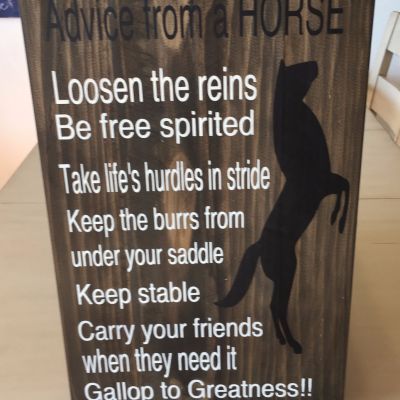 Advice from a HORSE
Loosen the reins
Be free spirited
Take life's hurdles in stride
Keep the burrs from
under your saddle
Keep stable
Carry your friends
when they need it
Gallop to Greatness!!